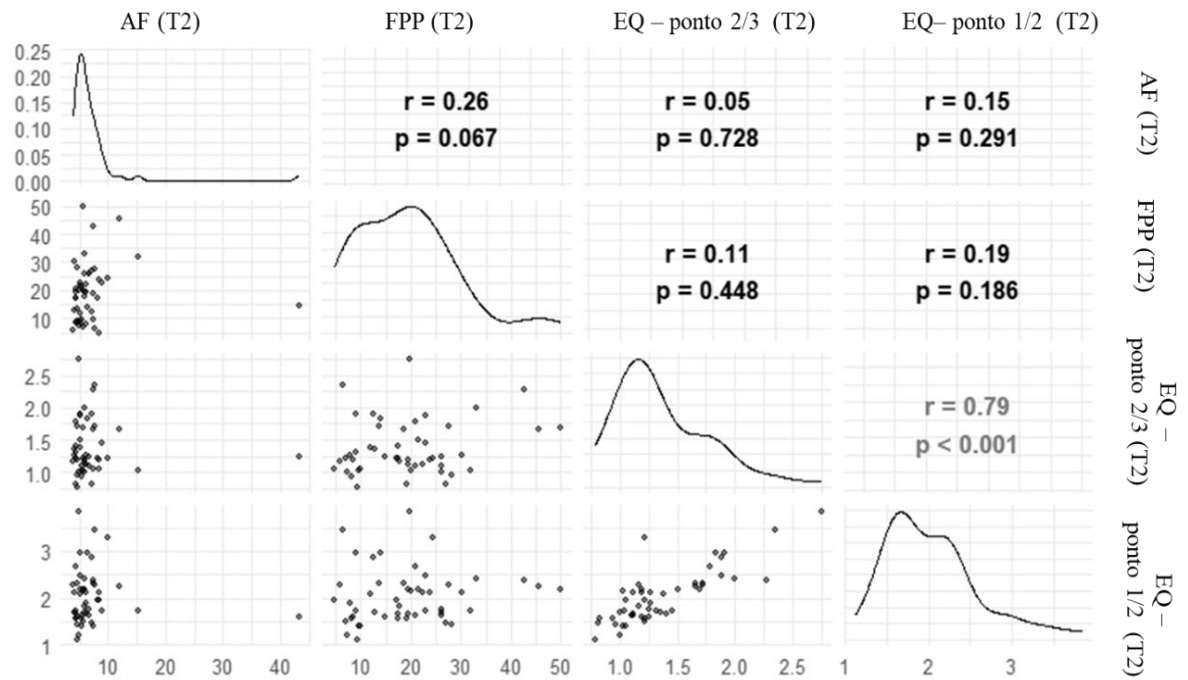 AF (T2)
FPP (T2)
EQ – ponto 2/3 (T2)
EQ– ponto 1/2 (T2)
0.25
0.20
0.15
0.10
0.05
0.00
r = 0.26
p = 0.067
r = 0.05
p = 0.728
r = 0.15
p = 0.291
AF (T2)
50
40
30
20
10
r = 0.11
p = 0.448
r = 0.19
p = 0.186
FPP (T2)
2.5
2.0
1.5
1.0
r = 0.79
p < 0.001
EQ –
ponto 2/3 (T2)
3
2
1
EQ –
ponto 1/2 (T2)
10 20 30 40
10 20 30 40 50
1.0 1.5 2.0 2.5
1 2 3